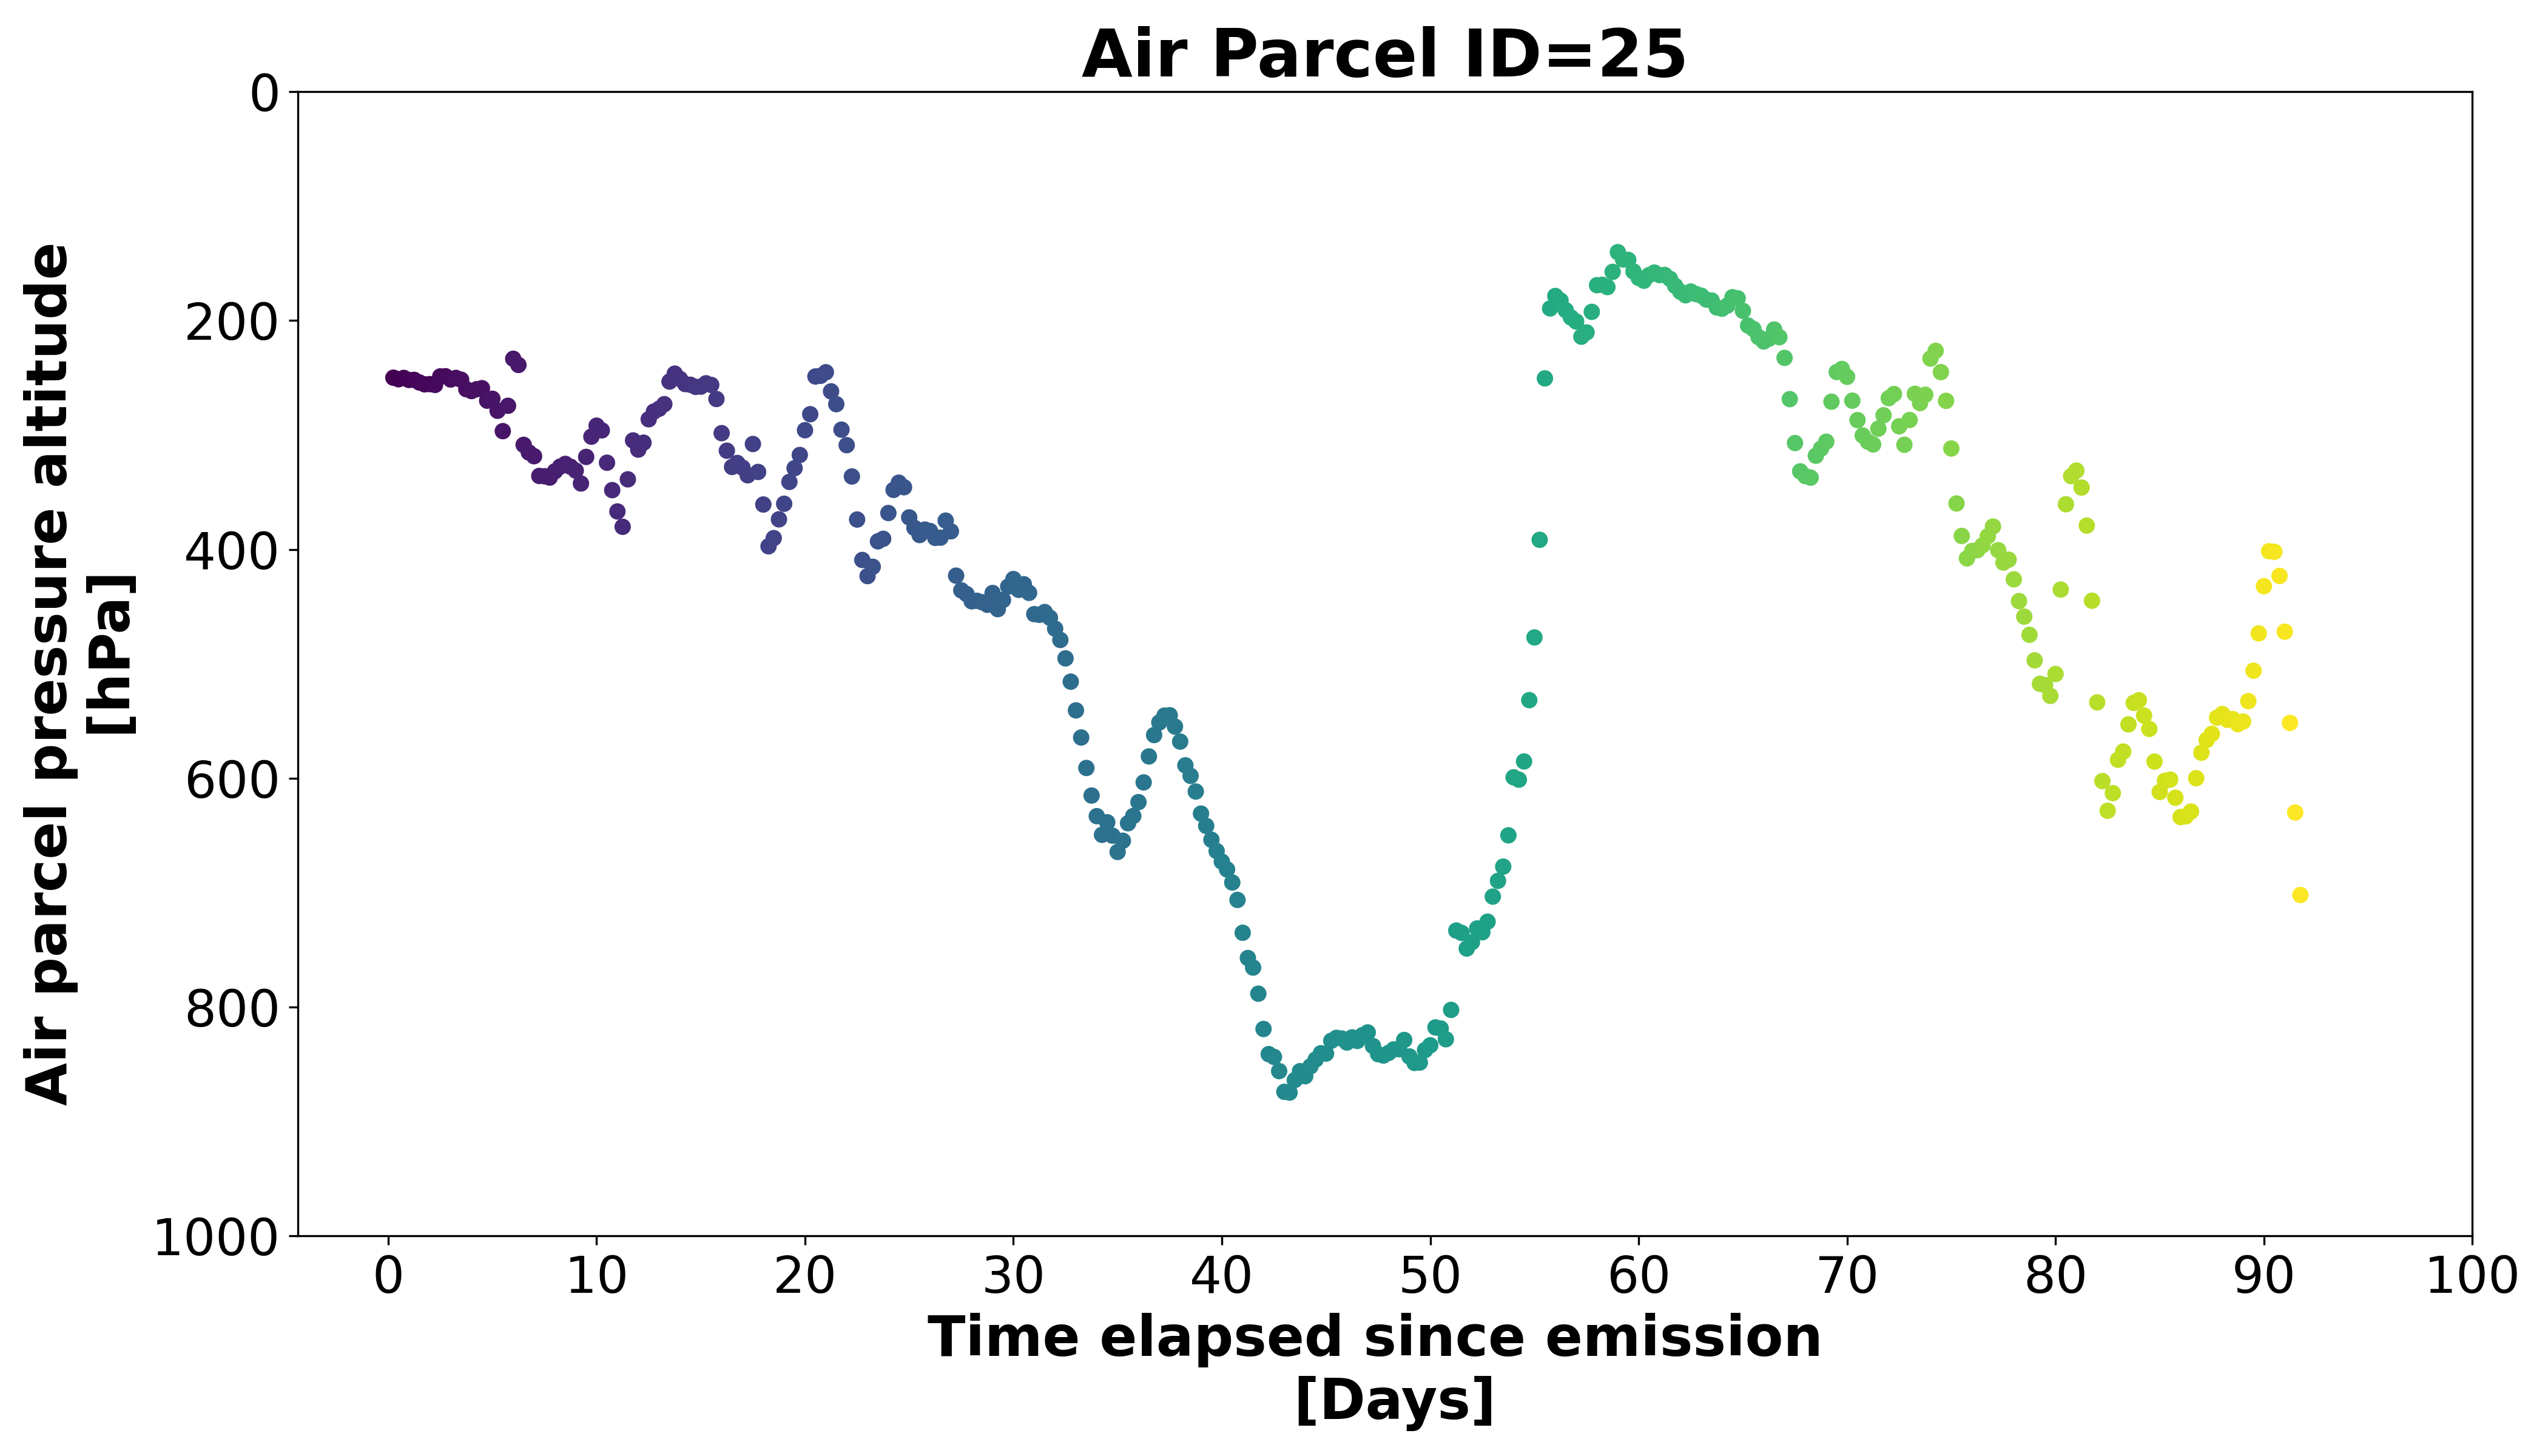 Air Parcel ID=25
Air parcel pressure altitude
[hPa]
0
200
400
600
800
1000
0 10 20 30 40 50 60 70 80 90 100
Time elapsed since emission
[Days]